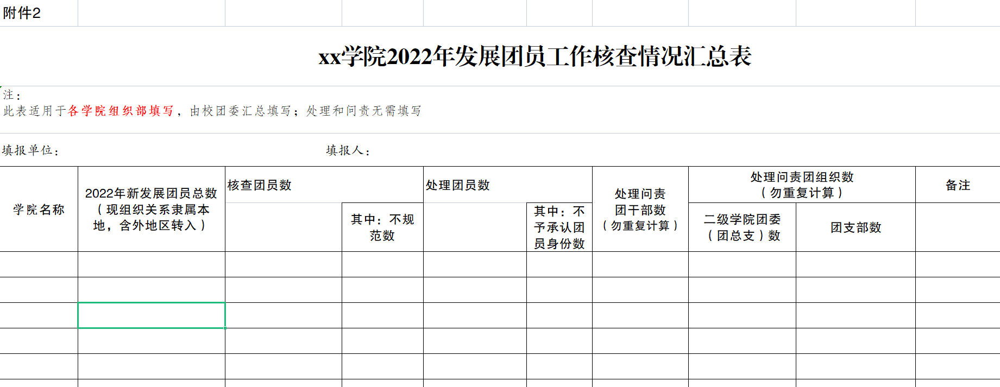 附件2
xx学院2022年发展团员工作核查情况汇总表
注：
此表适用于各学院组织部填写，由校团委汇总填写；处理和问责无需填写
填报单位： 填报人：
学院名称
2022年新发展团员总数
（现组织关系隶属本
地，含外地区转入）
核查团员数
其中：不规
范数
处理团员数
其中：不
予承认团
员身份数
处理问责
团干部数
（勿重复计算）
处理问责团组织数
（勿重复计算）
二级学院团委
（团总支）数
团支部数
备注